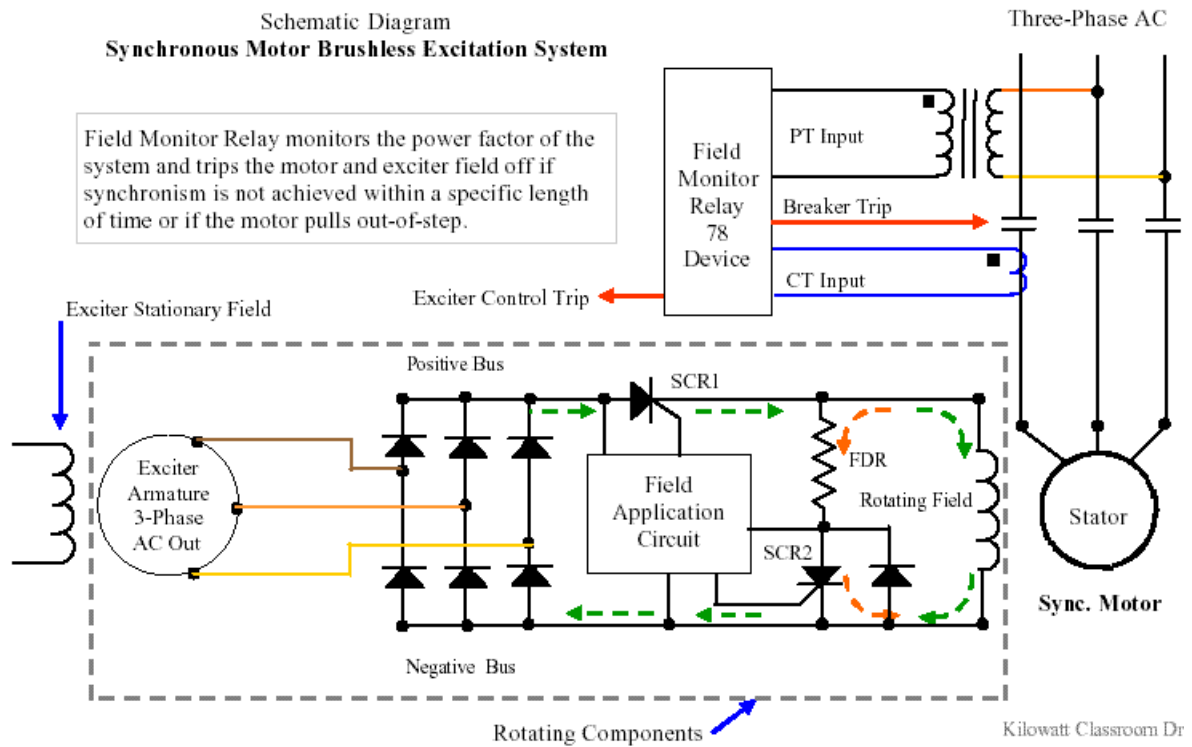 Schematic Diagram
Synchronous Motor Brushless Excitation System
Three-Phase AC
Field Monitor Relay monitors the power factor of the
system and trips the motor and exciter field off if
synchronism is not achieved within a specific length
of time or if the motor pulls out-of-step.
Field
Monitor
Relay
78
Device
PT Input
Breaker Trip
CT Input
Exciter Control Trip
Exciter Stationary Field
Positive Bus
SCR1
Exciter
Armature
3-Phase
AC Out
Field
Application
Circuit
FDR
Rotating Field
SCR2
Stator
Sync. Motor
Negative Bus
Rotating Components
Kilowatt Classroom Dr